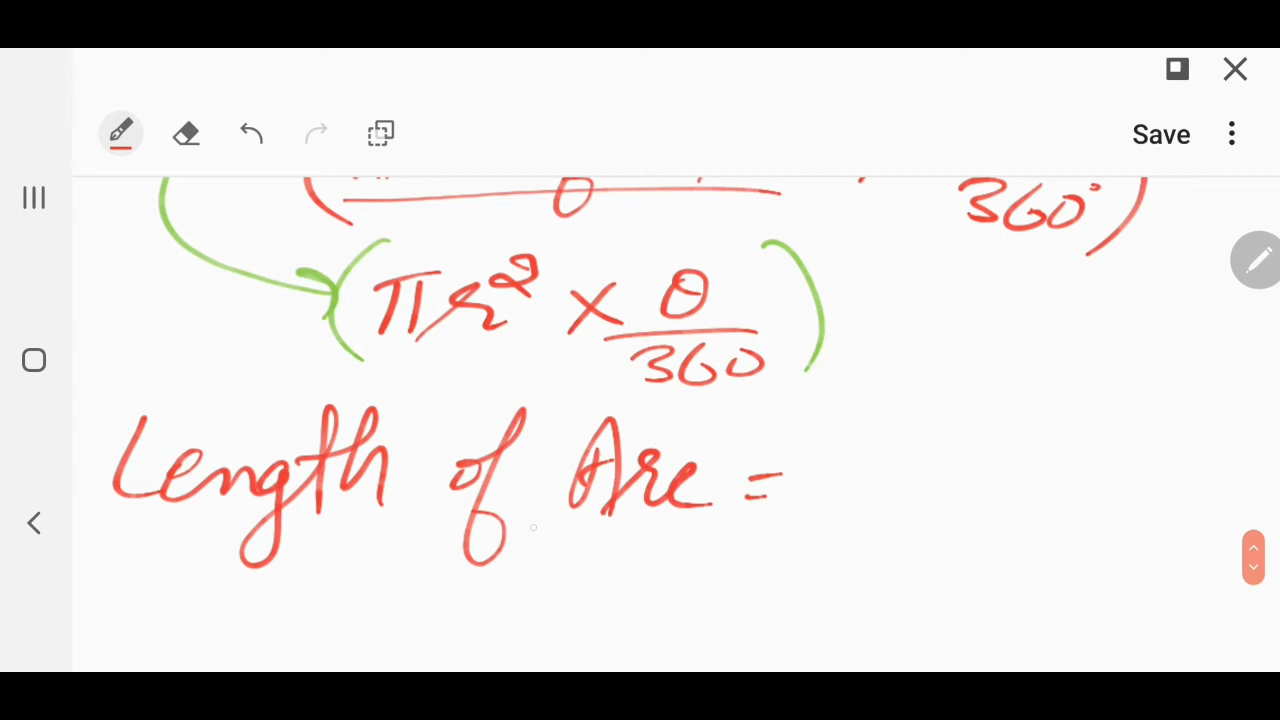 Save
θ 360°)
(πr² × θ/360)
Length of Arc =